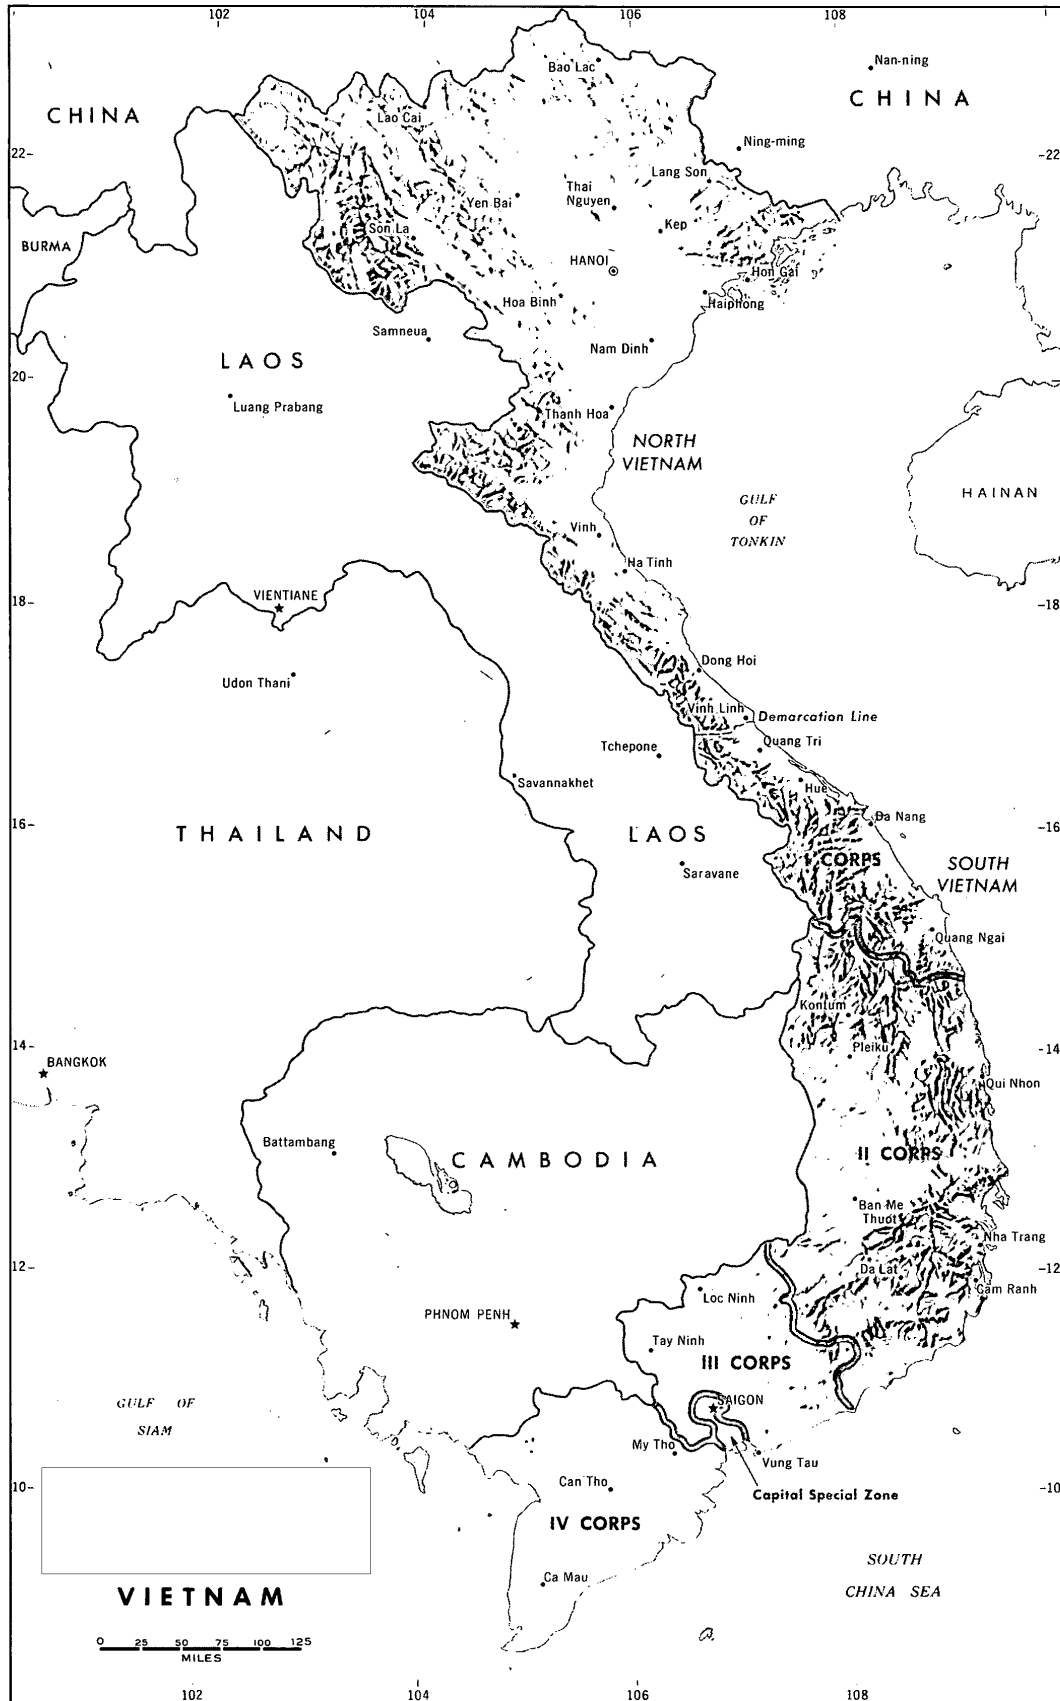 102 104 106 108
Bao Lac
Nan-ning
CHINA
CHINA
Lao Cai
Ning-ming
22-
-22
Lang Son
Thai
Nguyen
Yen Bai
Kep
Son La
BURMA
HANOI
Hon Gai
Hoa Binh
Haiphong
Samneua
Nam Dinh
LAOS
20-
-20
Luang Prabang
Thanh Hoa
NORTH
VIETNAM
HAINAN
GULF
OF
TONKIN
Vinh
Ha Tinh
VIENTIANE
18-
-18
Dong Hoi
Udon Thani
Vinh Linh
Demarcation Line
Quang Tri
Tchepone
Savannakhet
Hue
Da Nang
16-
-16
THAILAND
LAOS
I CORPS
SOUTH
VIETNAM
Saravane
Quang Ngai
Kontum
14-
-14
Pleiku
BANGKOK
Qui Nhon
Battambang
CAMBODIA
II CORPS
Ban Me
Thuot
Nha Trang
12-
-12
Da Lat
Cam Ranh
Loc Ninh
PHNOM PENH
Tay Ninh
III CORPS
GULF OF
SIAM
SAIGON
My Tho
Vung Tau
Can Tho
10-
-10
Capital Special Zone
IV CORPS
SOUTH
CHINA SEA
Ca Mau
VIETNAM
0 25 50 75 100 125
MILES
102 104 106 108